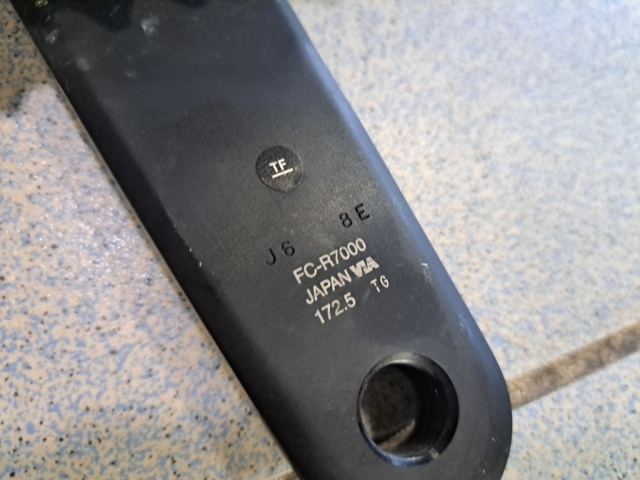 TF
J6 8E
FC-R7000
JAPAN VIA
172.5 TG